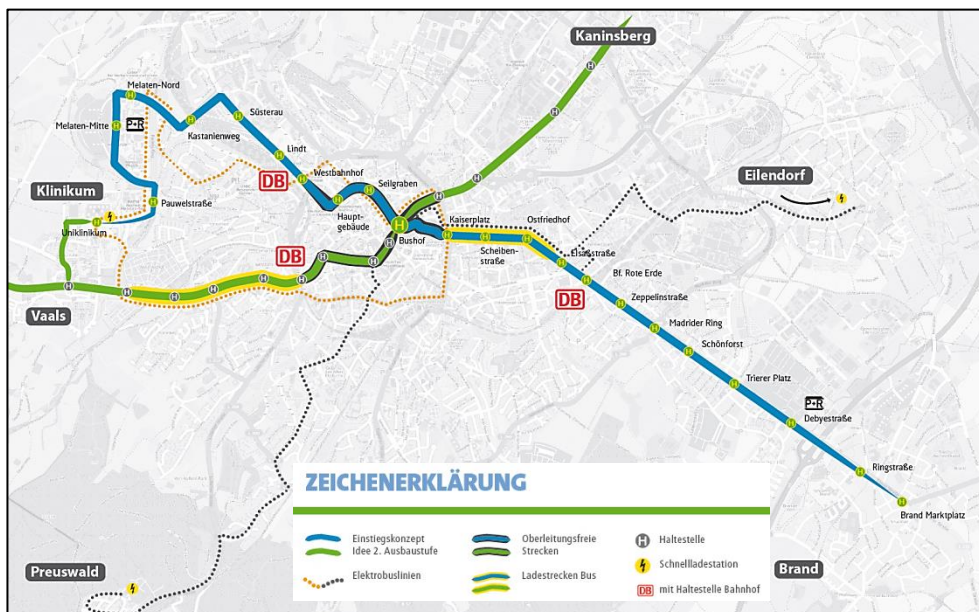 Kaninsberg
Melaten-Nord
Süsterau
Melaten-Mitte
P+R
Kastanienweg
Lindt
Westbahnhof
DB
Eilendorf
Klinikum
Seilgraben
Pauwelstraße
Haupt-
gebäude
Kaiserplatz
Ostfriedhof
H
Uniklinikum
Bushof
Scheiben-
straße
Elsaßstraße
DB
Bf. Rote Erde
DB
Zeppelinstraße
Vaals
Madrider Ring
Schönforst
Trierer Platz
P+R
Debyestraße
Ringstraße
Brand Marktplatz
ZEICHENERKLÄRUNG
Einstiegskonzept
Idee 2. Ausbaustufe
Elektrobuslinien
Oberleitungsfreie
Strecken
Ladestrecken Bus
H Haltestelle
Schnellladestation
DB mit Haltestelle Bahnhof
Preuswald
Brand